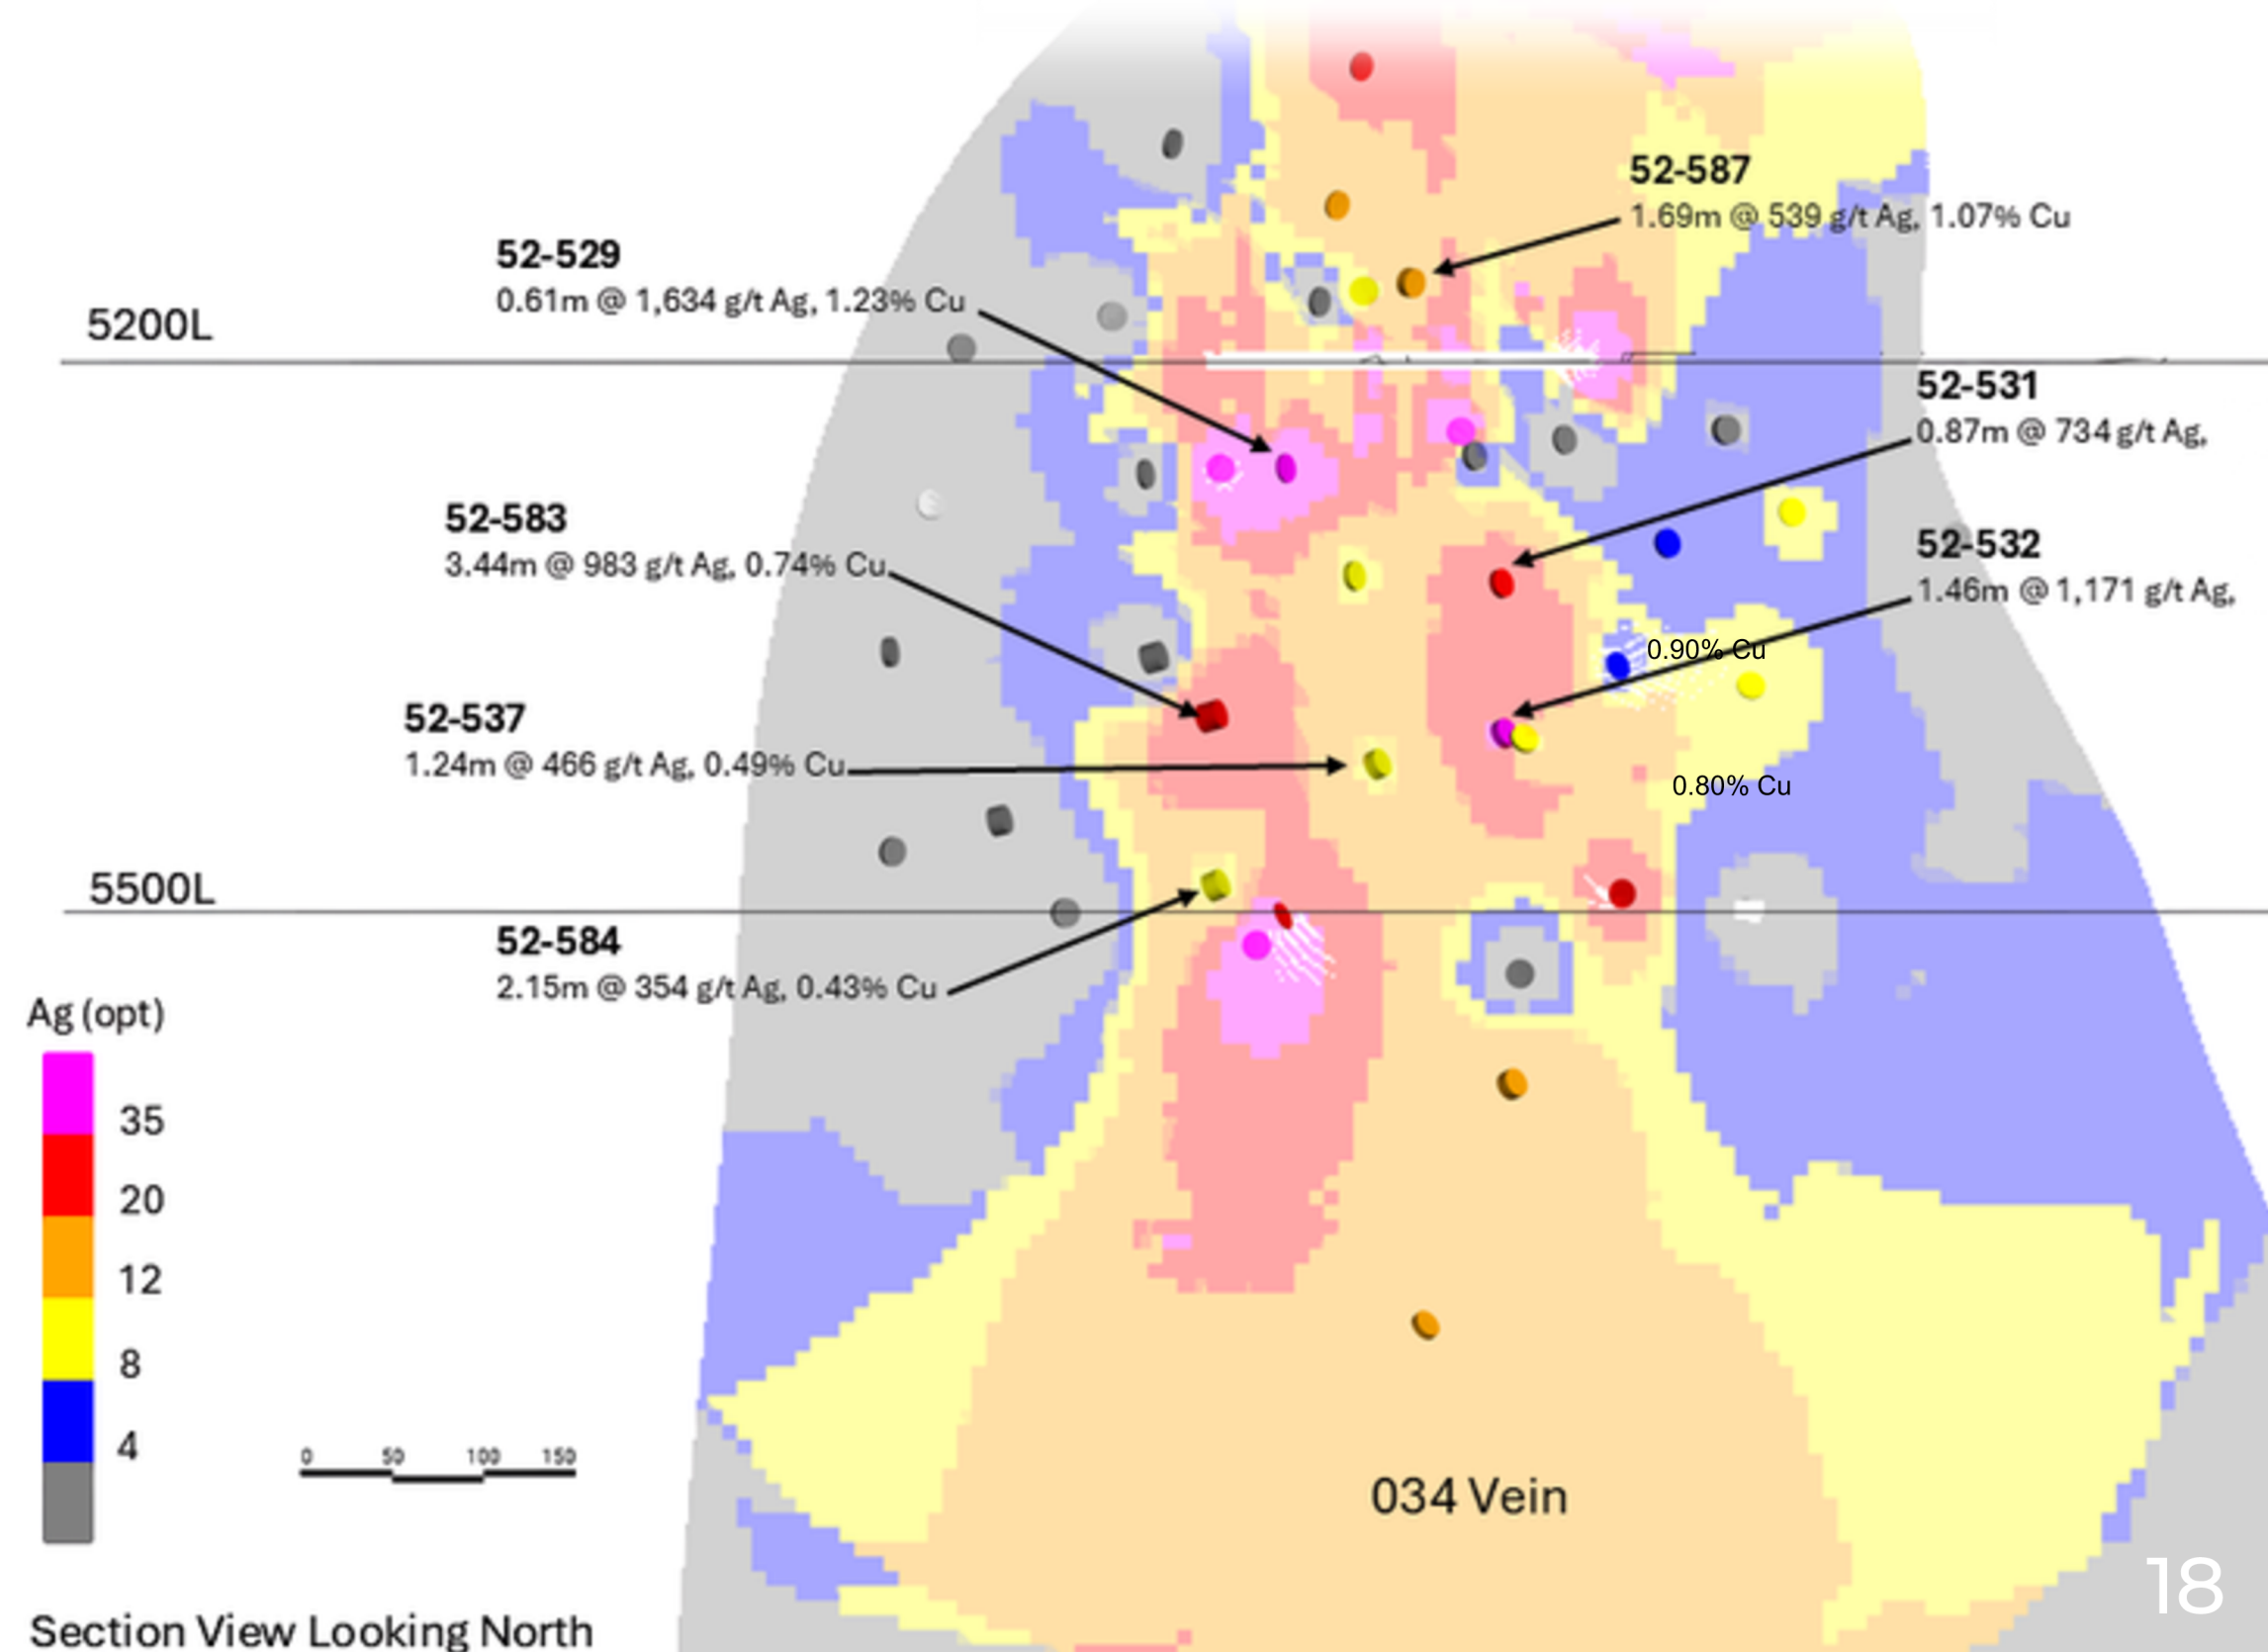 52-587
1.69m @ 539 g/t Ag, 1.07% Cu
52-529
0.61m @ 1,634 g/t Ag, 1.23% Cu
5200L
52-531
0.87m @ 734 g/t Ag,
0.90% Cu
52-583
3.44m @ 983 g/t Ag, 0.74% Cu
52-532
1.46m @ 1,171 g/t Ag,
0.80% Cu
52-537
1.24m @ 466 g/t Ag, 0.49% Cu
5500L
52-584
2.15m @ 354 g/t Ag, 0.43% Cu
Ag (opt)
35
20
12
8
4
0 50 100 150
034 Vein
Section View Looking North
18